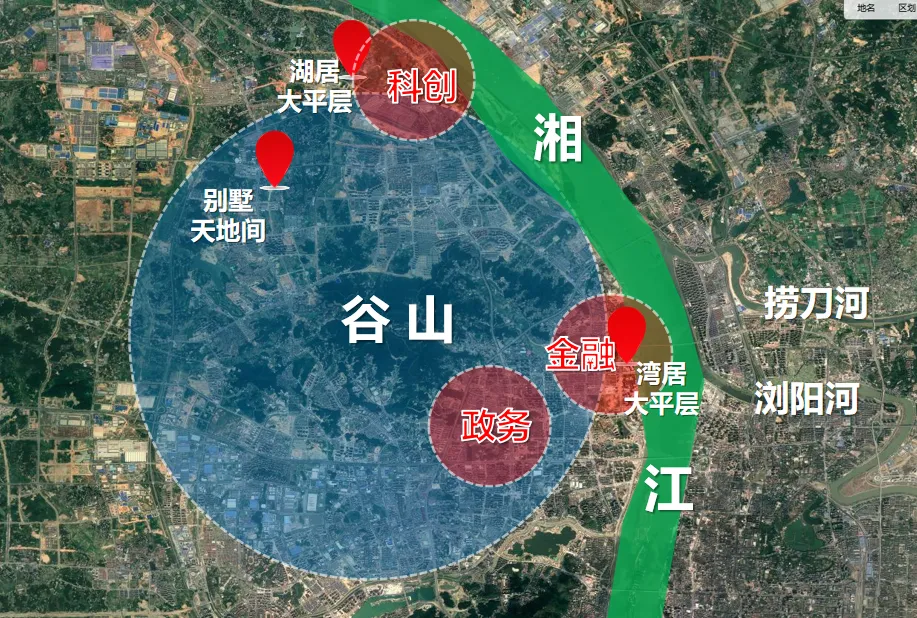 地名
区划
湖居
大平层
科创
湘
别墅
天地间
谷山
捞刀河
金融
湾居
大平层
浏阳河
政务
江